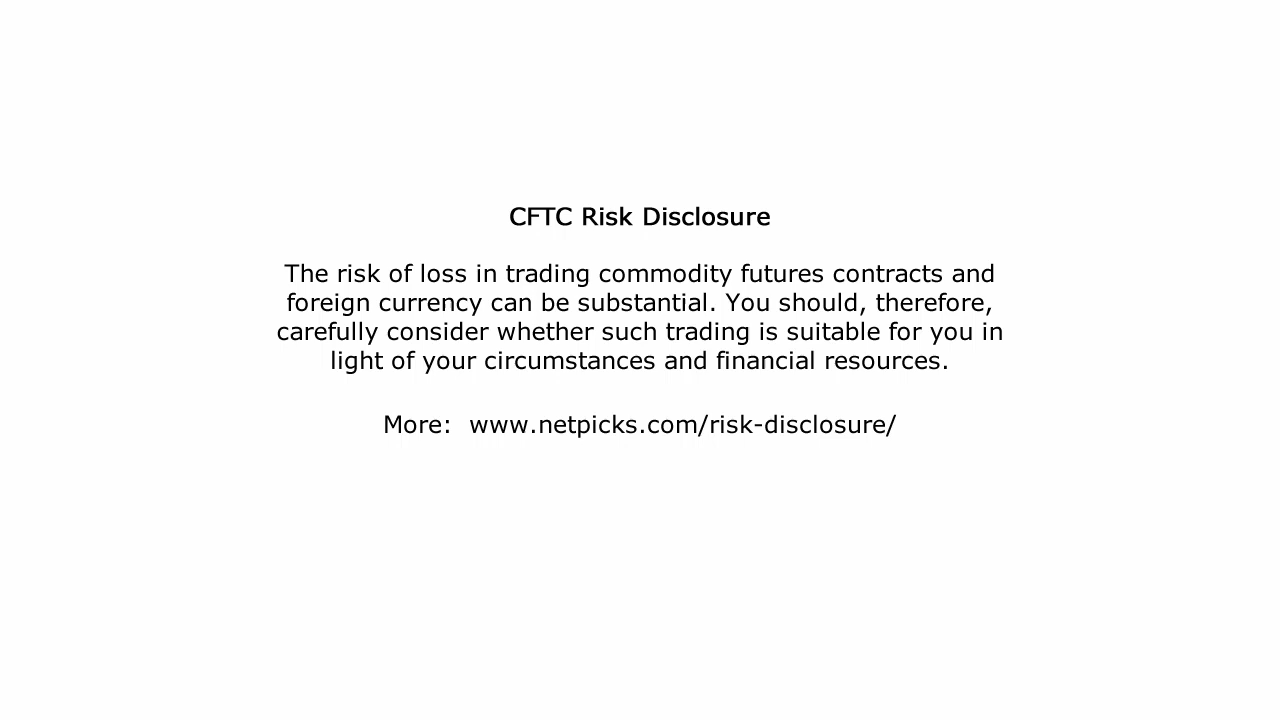 CFTC Risk Disclosure
The risk of loss in trading commodity futures contracts and
foreign currency can be substantial. You should, therefore,
carefully consider whether such trading is suitable for you in
light of your circumstances and financial resources.
More:  www.netpicks.com/risk-disclosure/